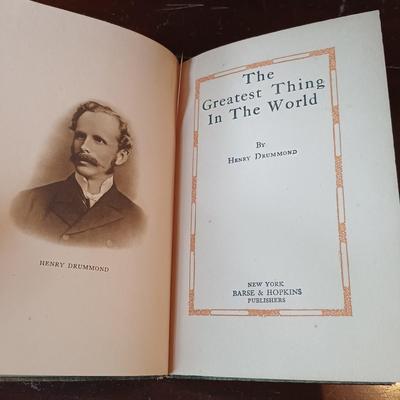 HENRY DRUMMOND
The
Greatest Thing
In The World
By
Henry Drummond
NEW YORK
BARSE & HOPKINS
PUBLISHERS